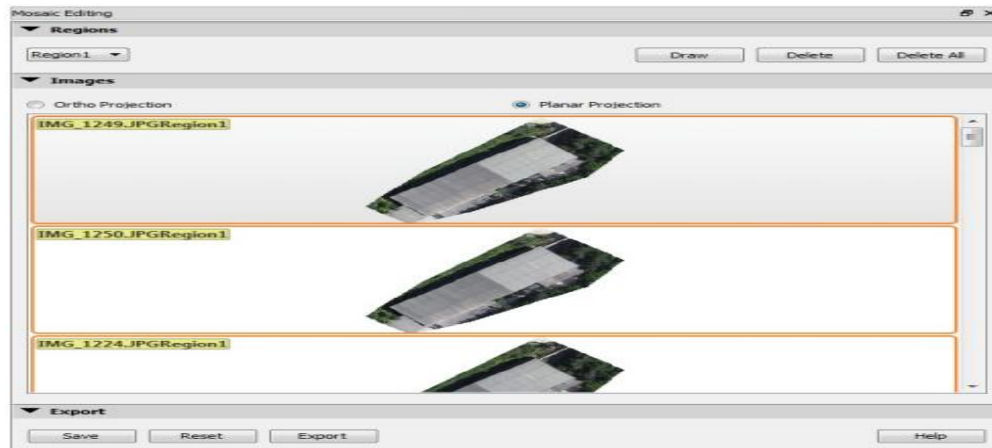 Mosaic Editing
Regions
Region1
Draw Delete Delete All
Images
Ortho Projection Planar Projection
IMG_1249.JPGRegion1
IMG_1250.JPGRegion1
IMG_1224.JPGRegion1
Export
Save Reset Export Help